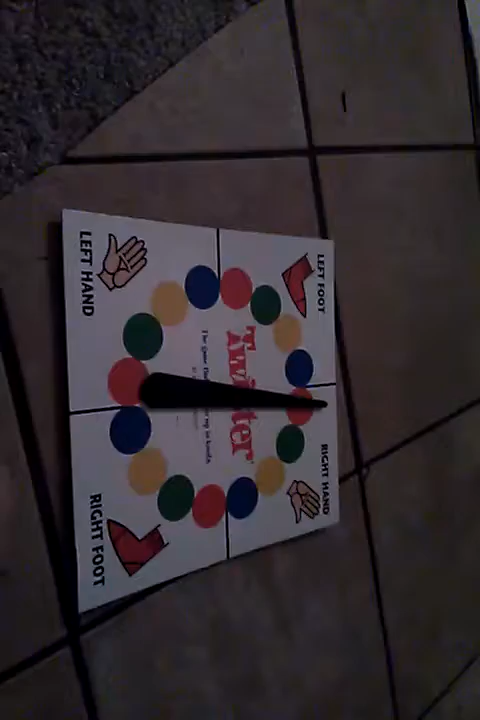 LEFT FOOT
RIGHT HAND
Twister
LEFT HAND
RIGHT FOOT